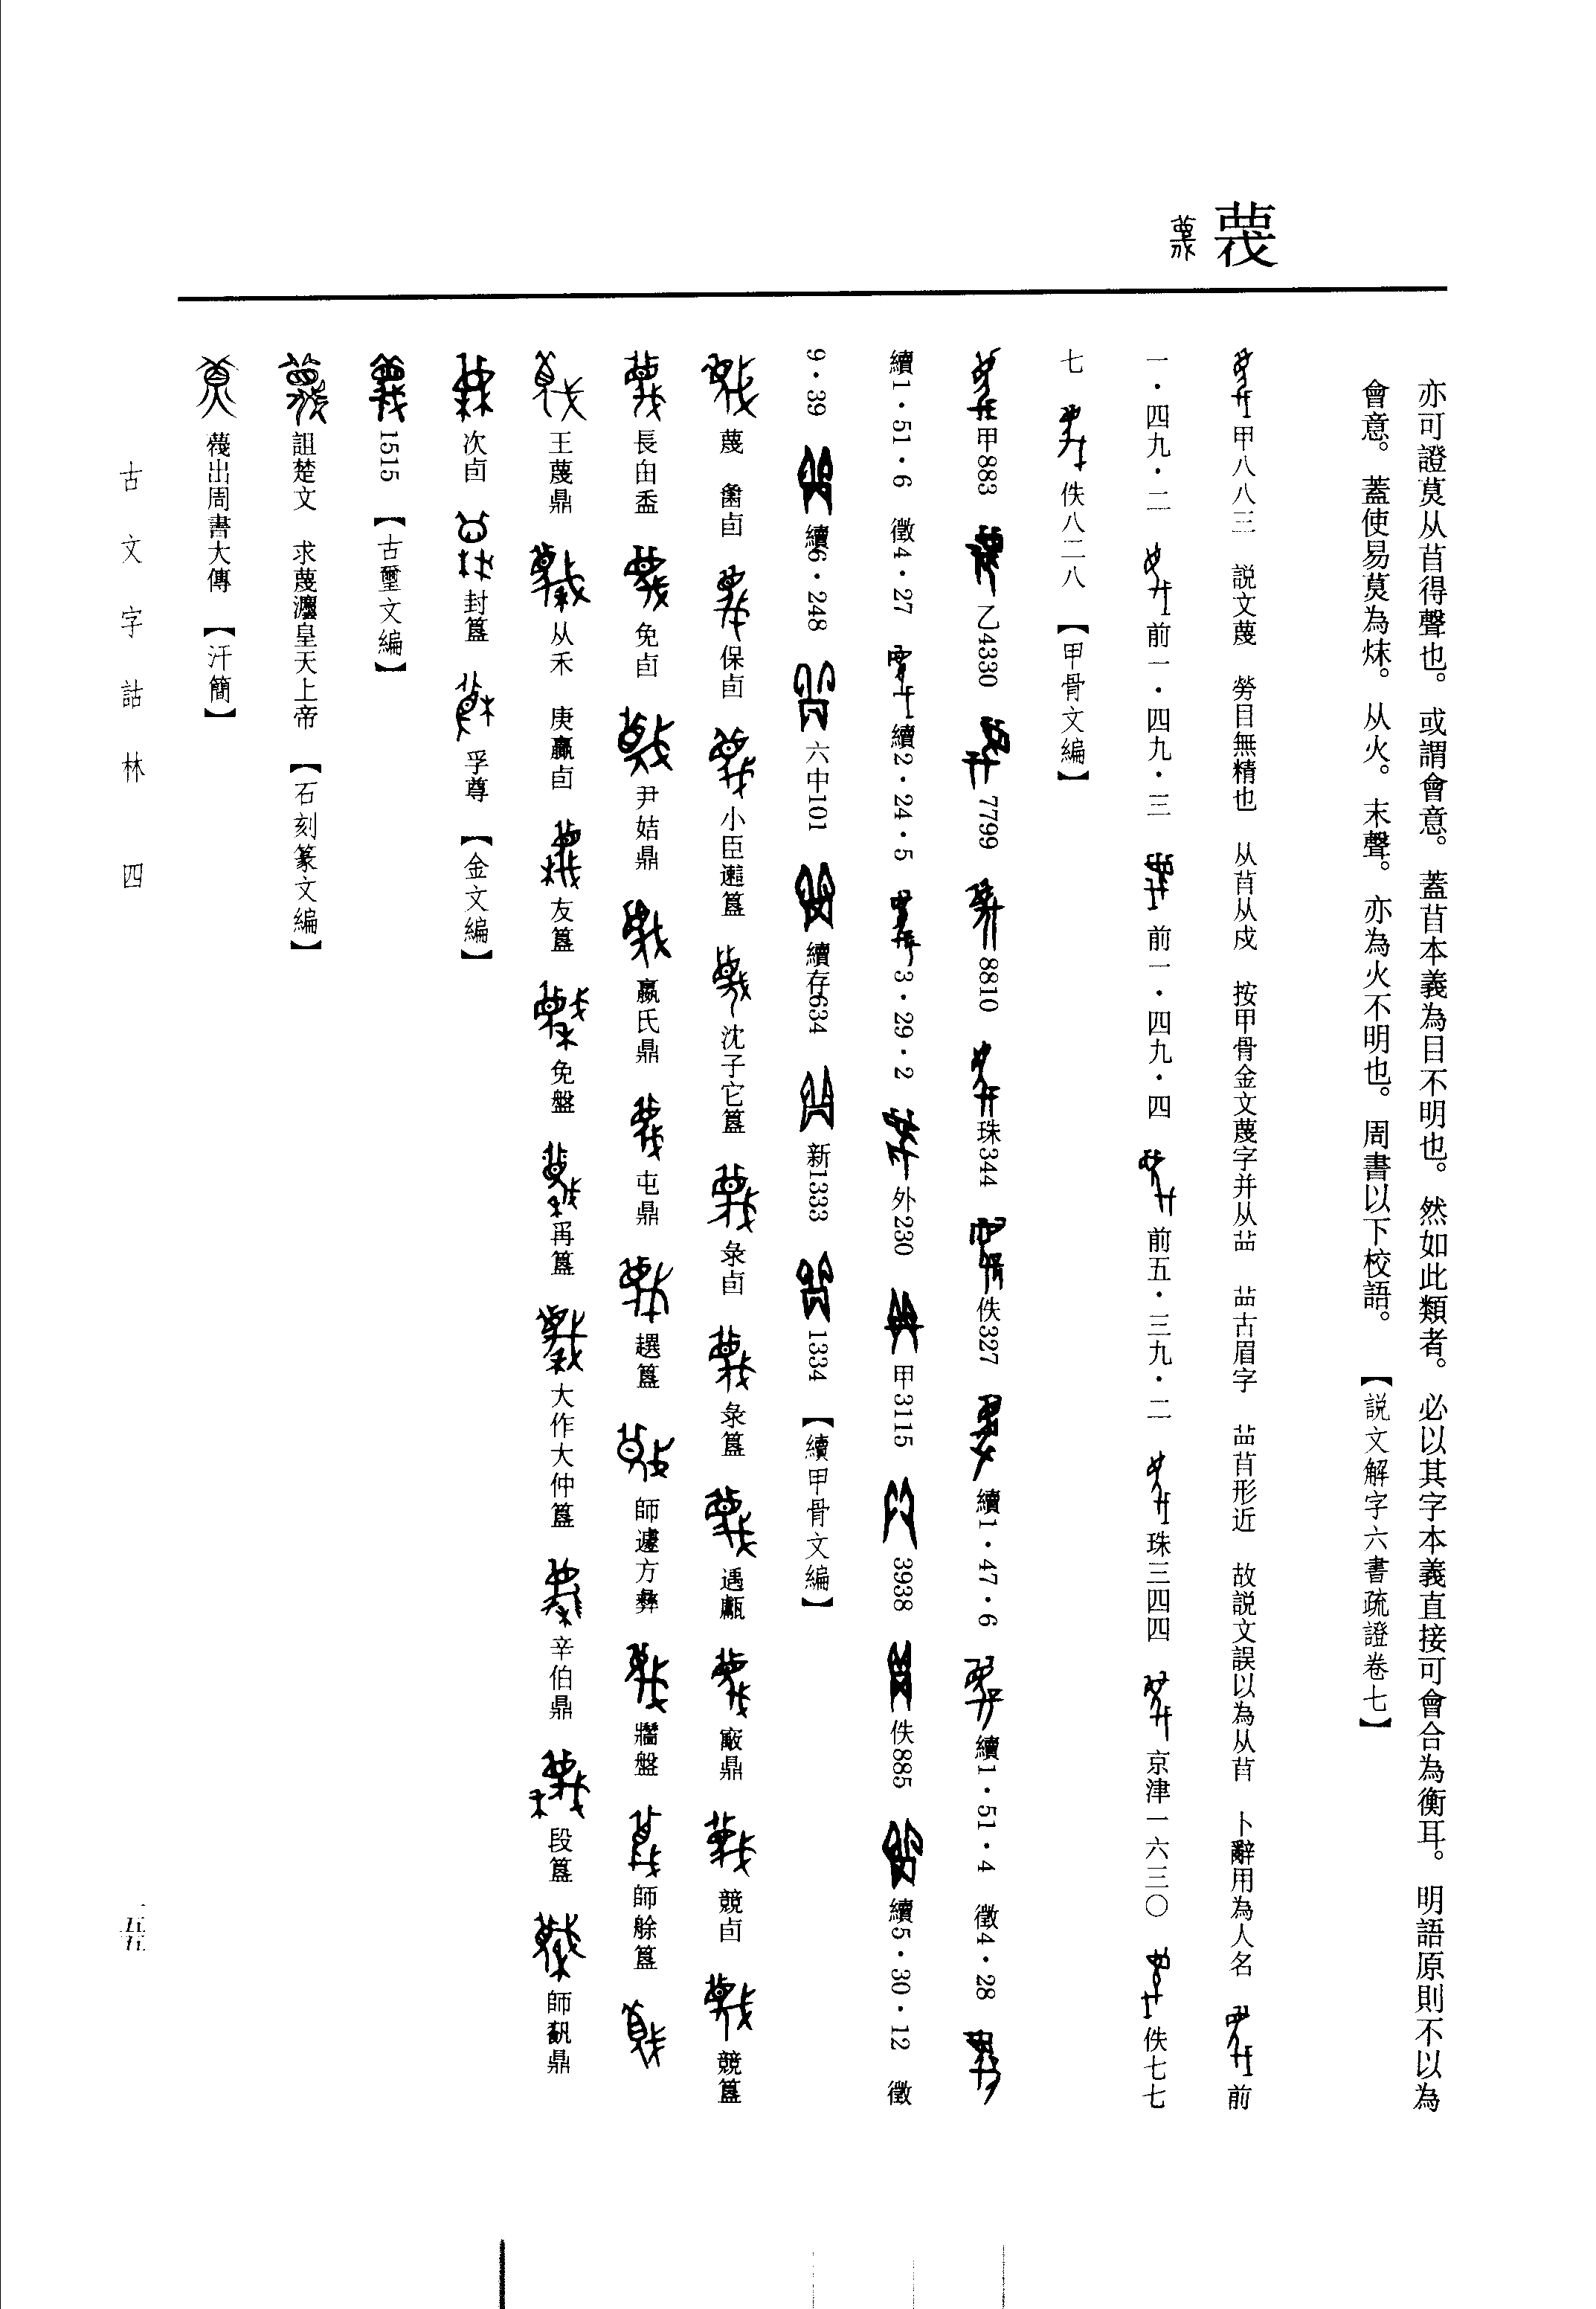 蔑
亦可證莫从苜得聲也。或謂會意。蓋苜本義為目不明也。然如此類者。必以其字本義直接可會合為衡耳。明語原則不以為
會意。蓋使易莫為炑。从火。末聲。亦為火不明也。周書以下校語。【説文解字六書疏證卷七】
甲八八三 説文蔑 勞目無精也 从苜从戍 按甲骨金文蔑字并从 古眉字 苜形近 故説文誤以為从苜 卜辭用為人名 前
一·四九·二 前一·四九·三 前一·四九·四 前五·三九·二 珠三四四 京津一六三〇 佚七七
七 佚八二八 【甲骨文編】
甲883 乙4330 7799 8810 珠344 佚327 續1·47·6 續1·51·4 徵4·28
續1·51·6 徵4·27 續2·24·5 3·29·2 外230 甲3115 3938 佚885 續5·30·12 徵
9·39 續6·248 六中101 續存634 新1333 1334 【續甲骨文編】
蔑 卣 保卣 小臣簋 沈子它簋 彔卣 彔簋 遇甗 鼎 競卣 競簋
長由盉 免卣 尹姞鼎 嬴氏鼎 屯鼎 趩簋 師遽方彝 牆盤 師艅簋
王蔑鼎 从禾 庚嬴卣 友簋 免盤 再簋 大作大仲簋 辛伯鼎 段簋 師鼎
次卣 封簋 孚尊 【金文編】
1515 【古璽文編】
詛楚文 求蔑灋皇天上帝 【石刻篆文編】
出周書大傳 【汗簡】
古文字詁林 四
一五五